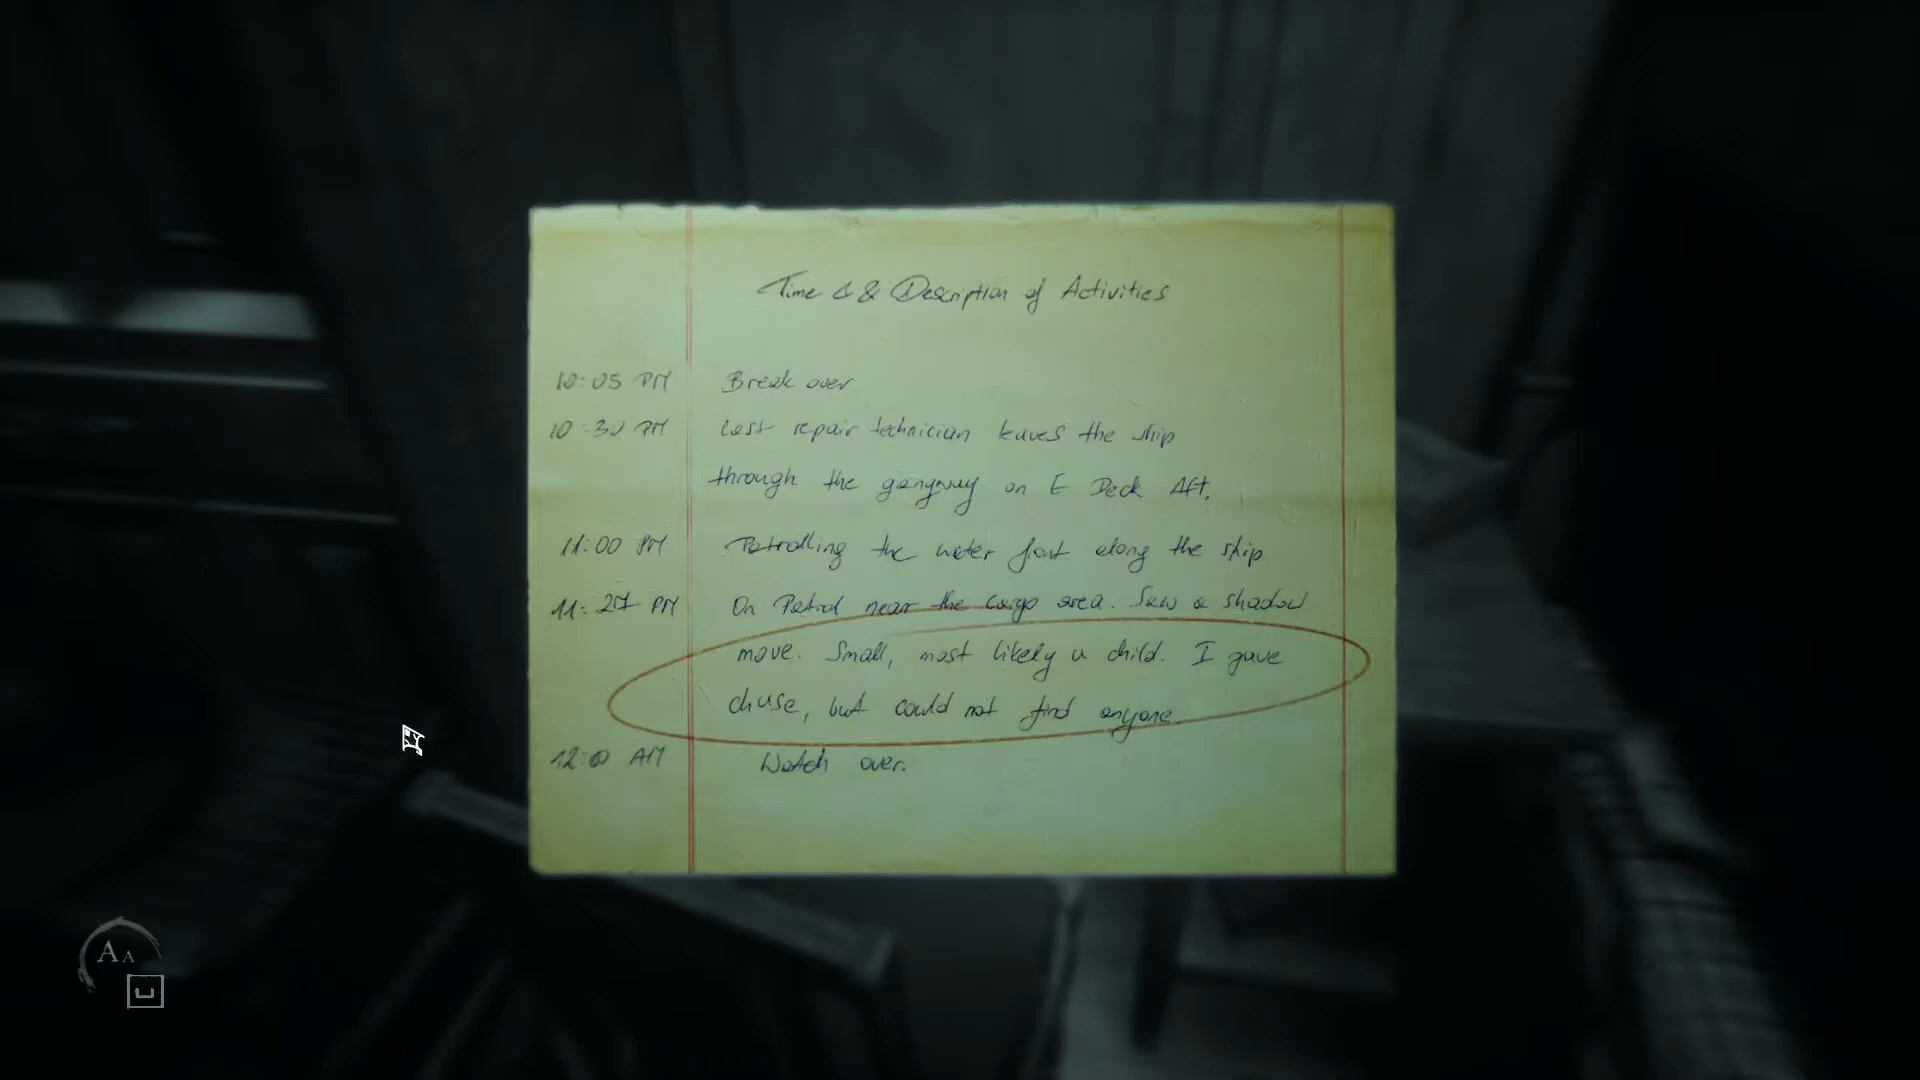 Time & Description of Activities
10:05 PM Break over
10:30 PM Last repair technician leaves the ship
through the gangway on E Deck Aft.
11:00 PM Patrolling the water font along the ship
11:27 PM On Patrol near the cargo area. Saw a shadow
move. Small, most likely a child. I gave
chase, but could not find anyone.
12:00 AM Watch over.
AA